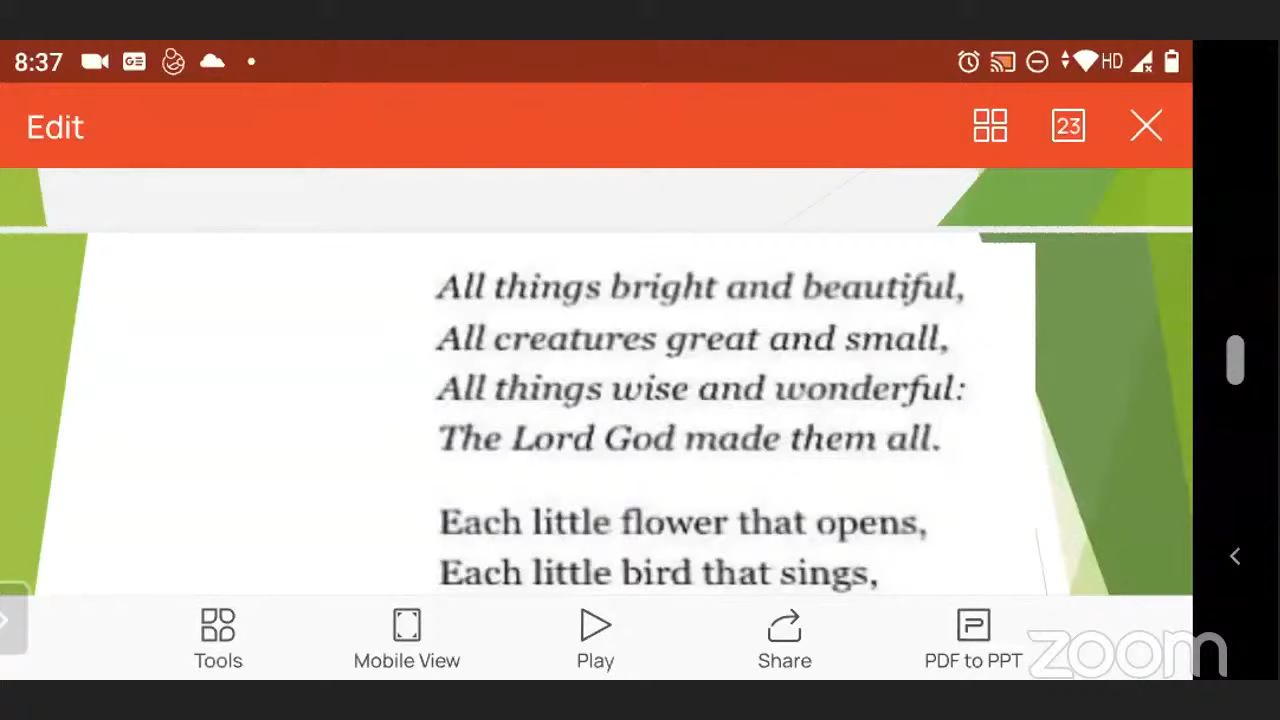 8:37
GE
HD
Edit
23
All things bright and beautiful,
All creatures great and small,
All things wise and wonderful:
The Lord God made them all.
Each little flower that opens,
Each little bird that sings,
Tools
Mobile View
Play
Share
PDF to PPT
zoom